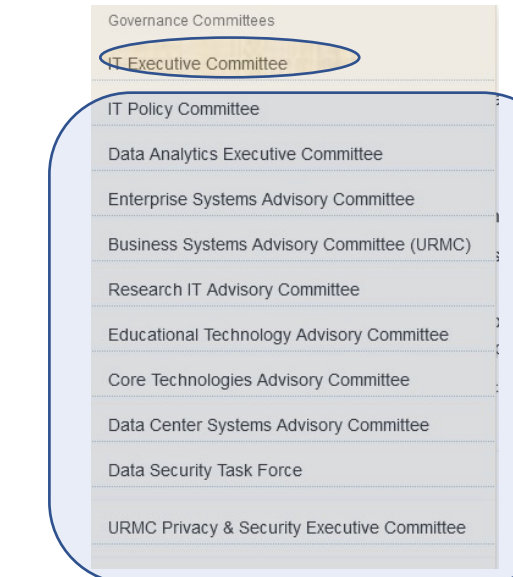 Governance Committees
IT Executive Committee
IT Policy Committee
Data Analytics Executive Committee
Enterprise Systems Advisory Committee
Business Systems Advisory Committee (URMC)
Research IT Advisory Committee
Educational Technology Advisory Committee
Core Technologies Advisory Committee
Data Center Systems Advisory Committee
Data Security Task Force
URMC Privacy & Security Executive Committee